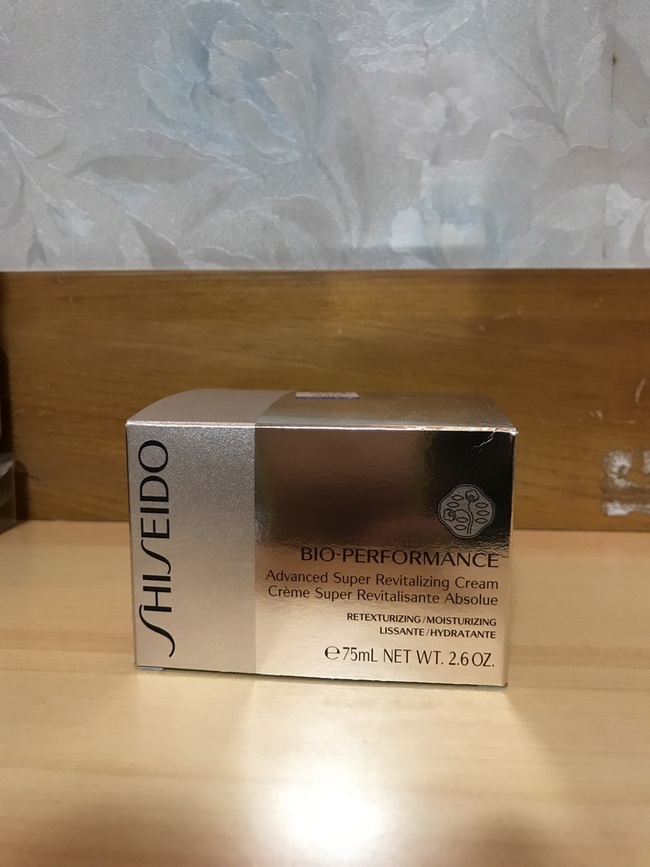 SHISEIDO
BIO-PERFORMANCE
Advanced Super Revitalizing Cream
Crème Super Revitalisante Absolue
RETEXTURIZING/MOISTURIZING
LISSANTE/HYDRATANTE
℮75mL NET WT. 2.6 OZ.